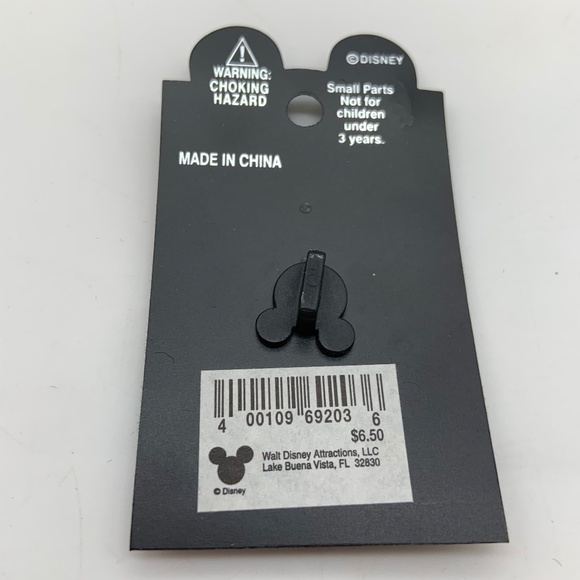 WARNING:
CHOKING
HAZARD
©DISNEY
Small Parts
Not for
children
under
3 years.
MADE IN CHINA
4 00109 69203 6
$6.50
Walt Disney Attractions, LLC
Lake Buena Vista, FL 32830
© Disney